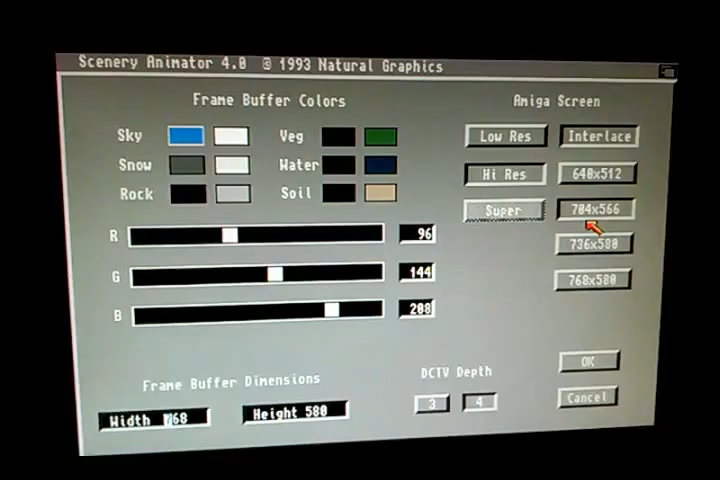 Scenery Animator 4.0 © 1993 Natural Graphics
Frame Buffer Colors
Amiga Screen
Sky
Veg
Low Res
Interlace
Snow
Water
Hi Res
640x512
Rock
Soil
Super
704x566
R
96
736x580
G
144
768x580
B
208
Frame Buffer Dimensions
DCTV Depth
OK
Width 768
Height 580
3
4
Cancel